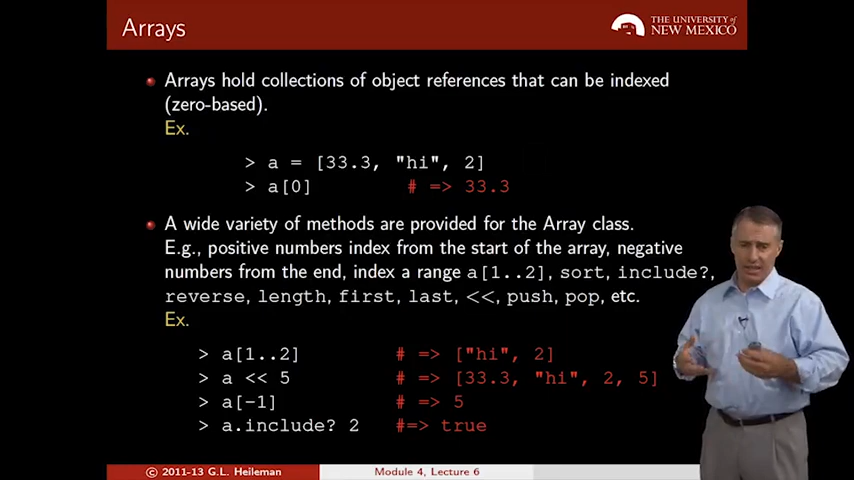 Arrays
THE UNIVERSITY of
NEW MEXICO
Arrays hold collections of object references that can be indexed
(zero-based).
Ex.
> a = [33.3, "hi", 2]
> a[0] # => 33.3
A wide variety of methods are provided for the Array class.
E.g., positive numbers index from the start of the array, negative
numbers from the end, index a range a[1..2], sort, include?,
reverse, length, first, last, <<, push, pop, etc.
Ex.
> a[1..2] # => ["hi", 2]
> a << 5 # => [33.3, "hi", 2, 5]
> a[-1] # => 5
> a.include? 2 #=> true
© 2011-13 G.L. Heileman Module 4, Lecture 6